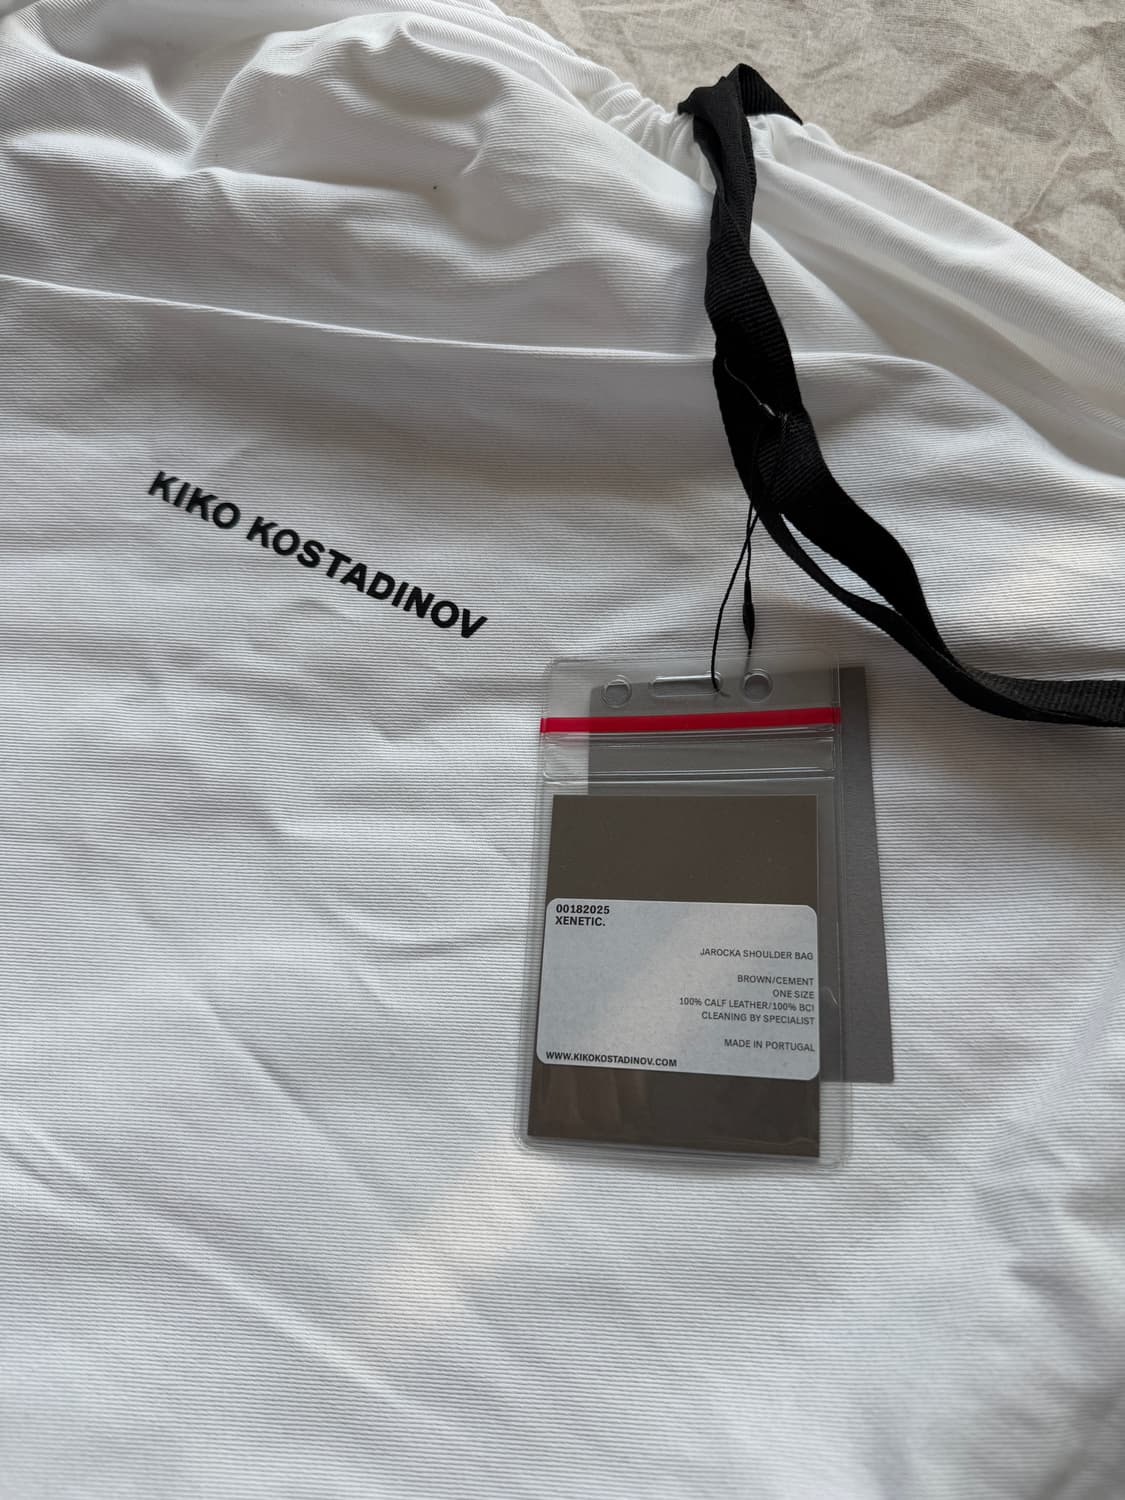 KIKO KOSTADINOV
00182025
XENETIC.
JAROCKA SHOULDER BAG
BROWN/CEMENT
ONE SIZE
100% CALF LEATHER/100% BCI
CLEANING BY SPECIALIST
MADE IN PORTUGAL
WWW.KIKOKOSTADINOV.COM